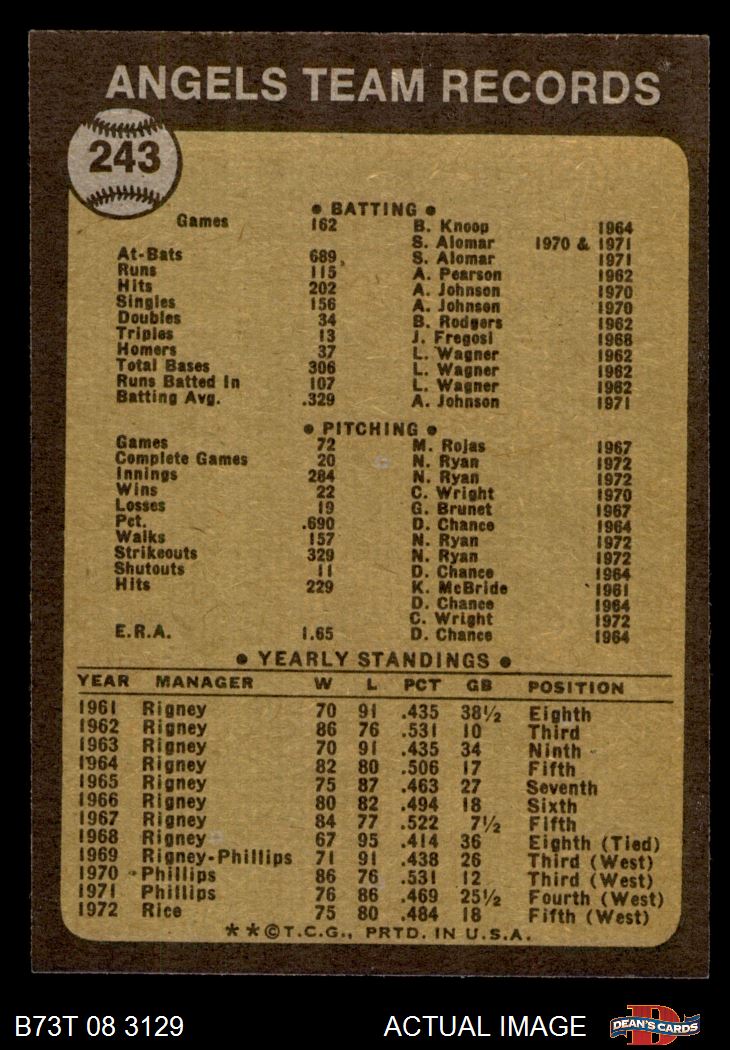 ANGELS TEAM RECORDS
243
● BATTING ●
Games 162 B. Knoop 1964
S. Alomar 1970 & 1971
At-Bats 689 S. Alomar 1971
Runs 115 A. Pearson 1962
Hits 202 A. Johnson 1970
Singles 156 A. Johnson 1970
Doubles 34 B. Rodgers 1962
Triples 13 J. Fregosi 1968
Homers 37 L. Wagner 1962
Total Bases 306 L. Wagner 1962
Runs Batted In 107 L. Wagner 1962
Batting Avg. .329 A. Johnson 1971
● PITCHING ●
Games 72 M. Rojas 1967
Complete Games 20 N. Ryan 1972
Innings 284 N. Ryan 1972
Wins 22 C. Wright 1970
Losses 19 G. Brunet 1967
Pct. .690 D. Chance 1964
Walks 157 N. Ryan 1972
Strikeouts 329 N. Ryan 1972
Shutouts 11 D. Chance 1964
Hits 229 K. McBride 1961
D. Chance 1964
C. Wright 1972
E.R.A. 1.65 D. Chance 1964
● YEARLY STANDINGS ●
YEAR MANAGER W L PCT GB POSITION
1961 Rigney 70 91 .435 38½ Eighth
1962 Rigney 86 76 .531 10 Third
1963 Rigney 70 91 .435 34 Ninth
1964 Rigney 82 80 .506 17 Fifth
1965 Rigney 75 87 .463 27 Seventh
1966 Rigney 80 82 .494 18 Sixth
1967 Rigney 84 77 .522 7½ Fifth
1968 Rigney 67 95 .414 36 Eighth (Tied)
1969 Rigney-Phillips 71 91 .438 26 Third (West)
1970 Phillips 86 76 .531 12 Third (West)
1971 Phillips 76 86 .469 25½ Fourth (West)
1972 Rice 75 80 .484 18 Fifth (West)
**©T.C.G., PRTD. IN U.S.A.
B73T 08 3129 ACTUAL IMAGE DEAN'S CARDS